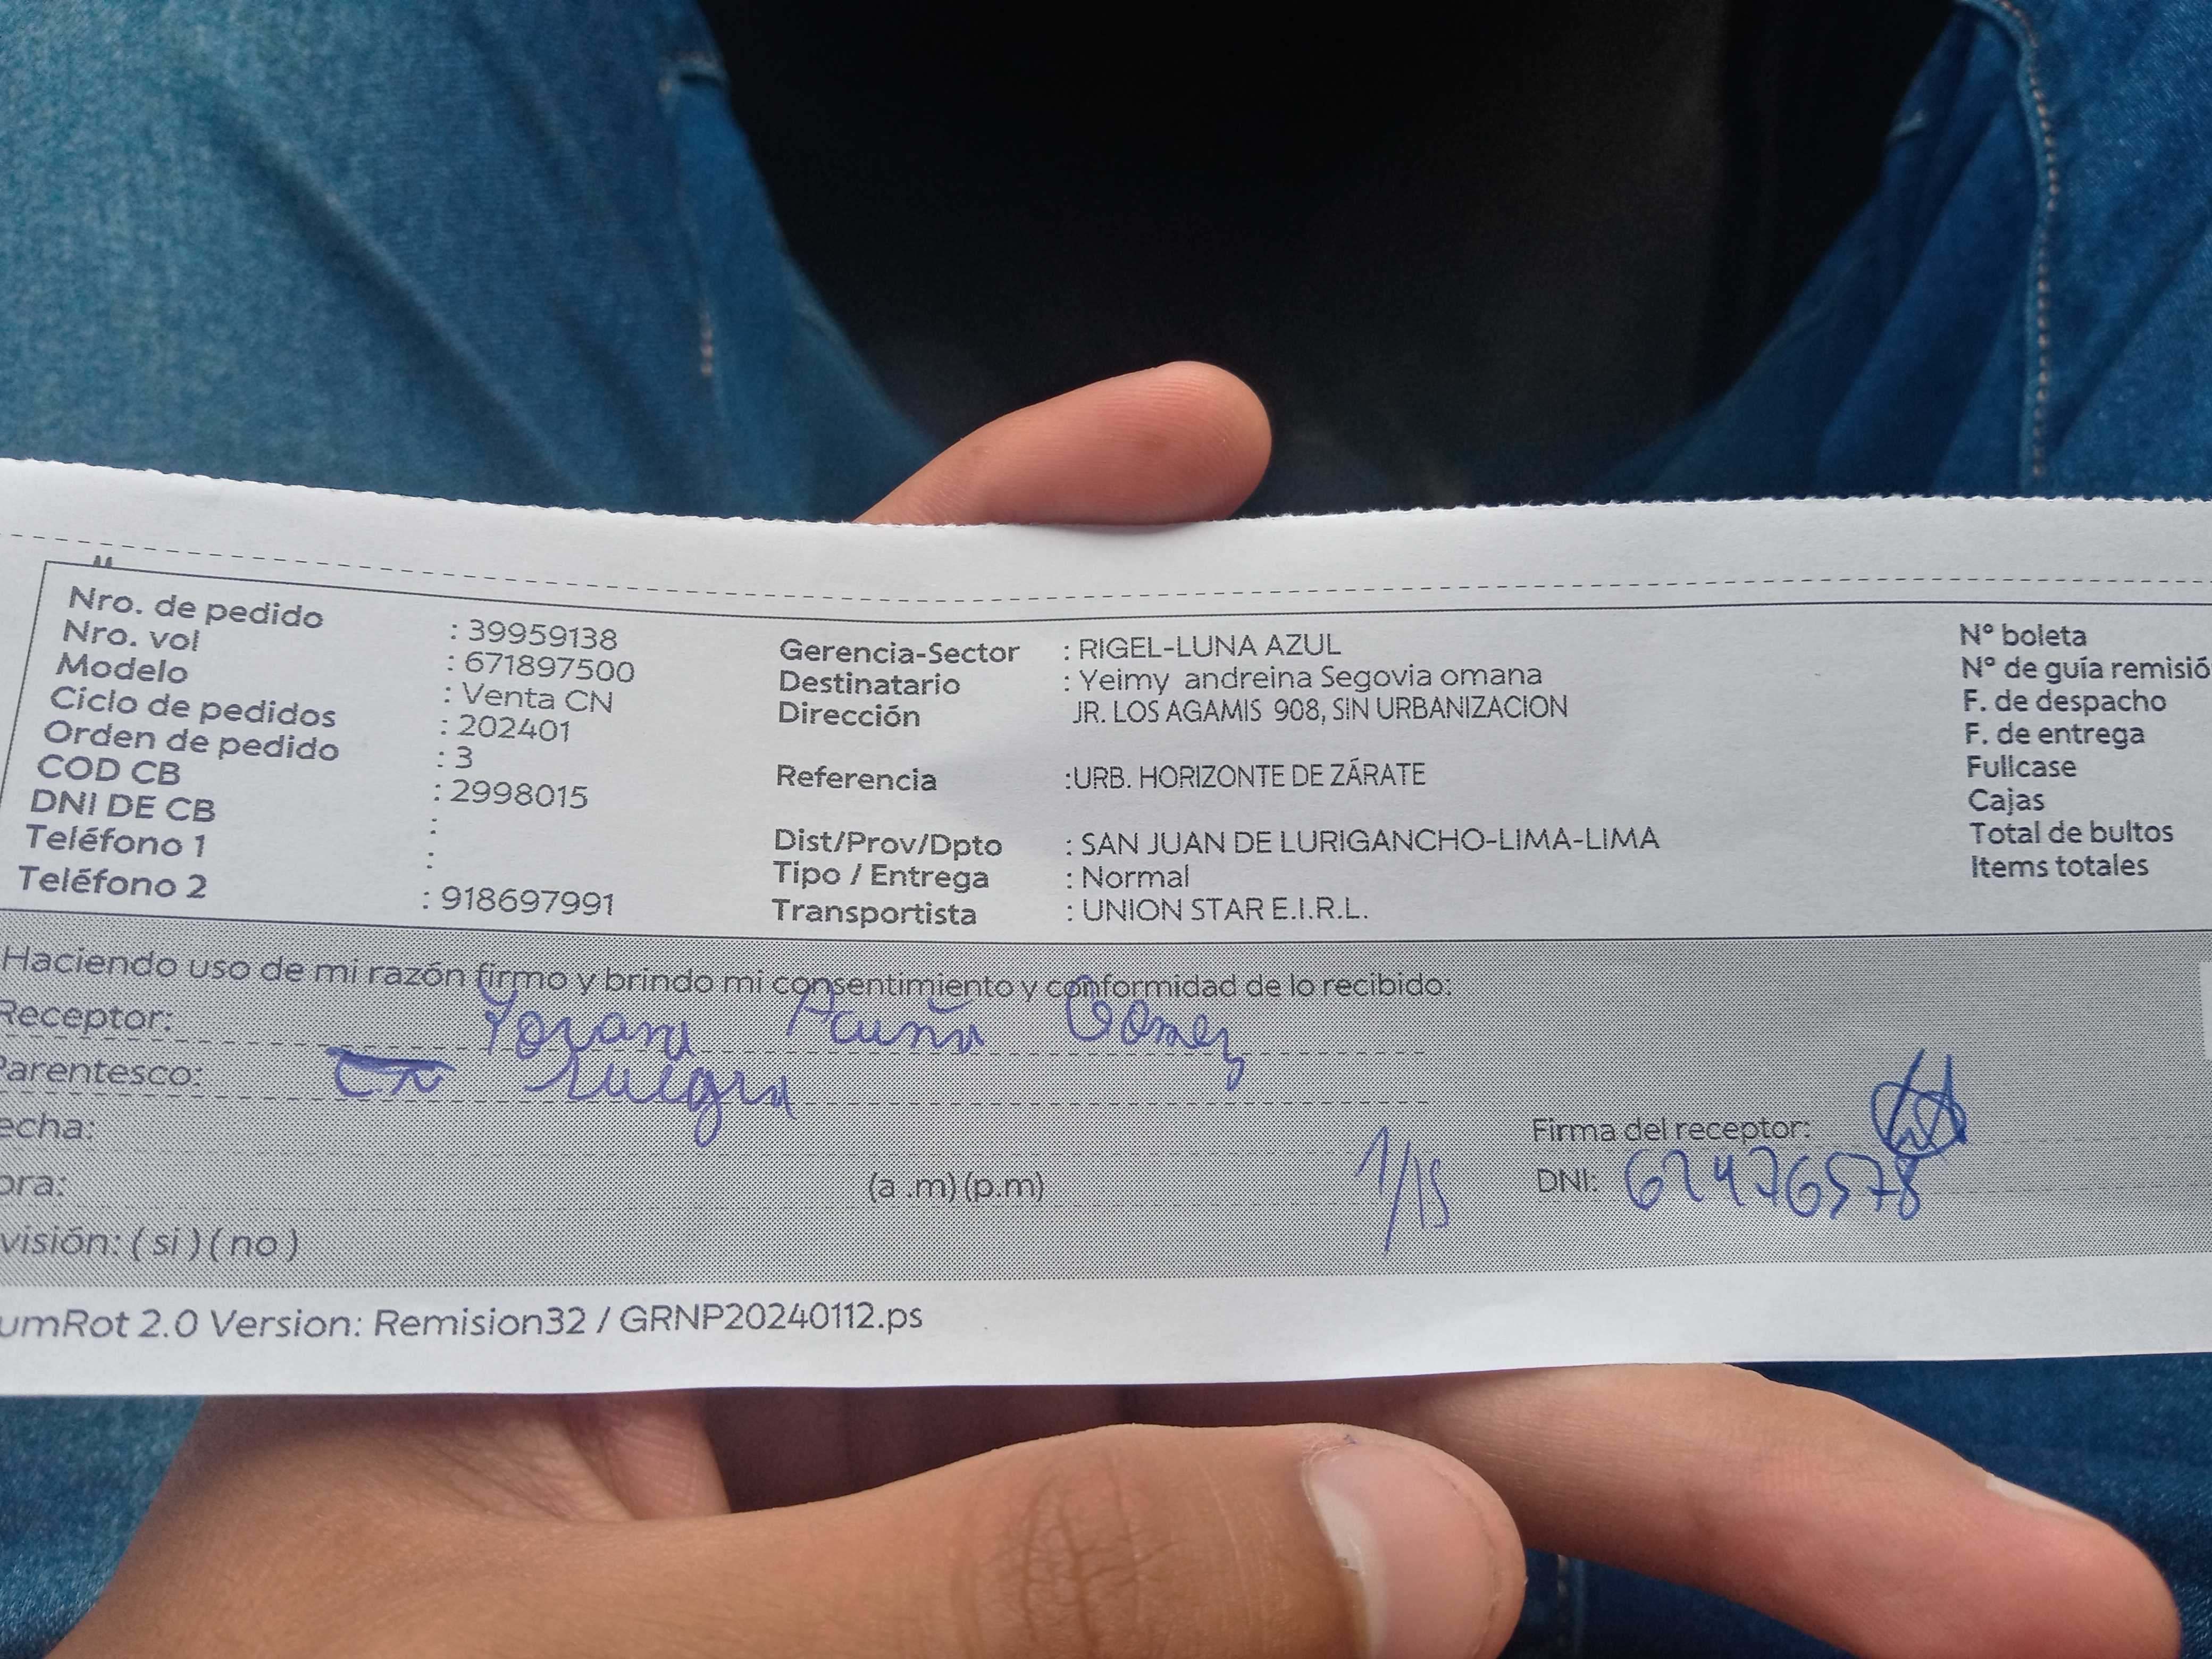 Nro. de pedido : 39959138
Nro. vol : 671897500
Modelo : Venta CN
Ciclo de pedidos : 202401
Orden de pedido : 3
COD CB : 2998015
DNI DE CB :
Teléfono 1 :
Teléfono 2 : 918697991
Gerencia-Sector : RIGEL-LUNA AZUL
Destinatario : Yeimy andreina Segovia omana
Dirección JR. LOS AGAMIS 908, SIN URBANIZACION
Referencia :URB. HORIZONTE DE ZÁRATE
Dist/Prov/Dpto : SAN JUAN DE LURIGANCHO-LIMA-LIMA
Tipo / Entrega : Normal
Transportista : UNION STAR E.I.R.L.
N° boleta
N° de guía remisió
F. de despacho
F. de entrega
Fullcase
Cajas
Total de bultos
Items totales
Haciendo uso de mi razón firmo y brindo mi consentimiento y conformidad de lo recibido:
Receptor: Acuña Gomez
Parentesco: suegra
echa:
Firma del receptor:
ora: (a .m) (p.m) 1/15 DNI: 62476578
visión: ( si ) ( no )
umRot 2.0 Version: Remision32 / GRNP20240112.ps